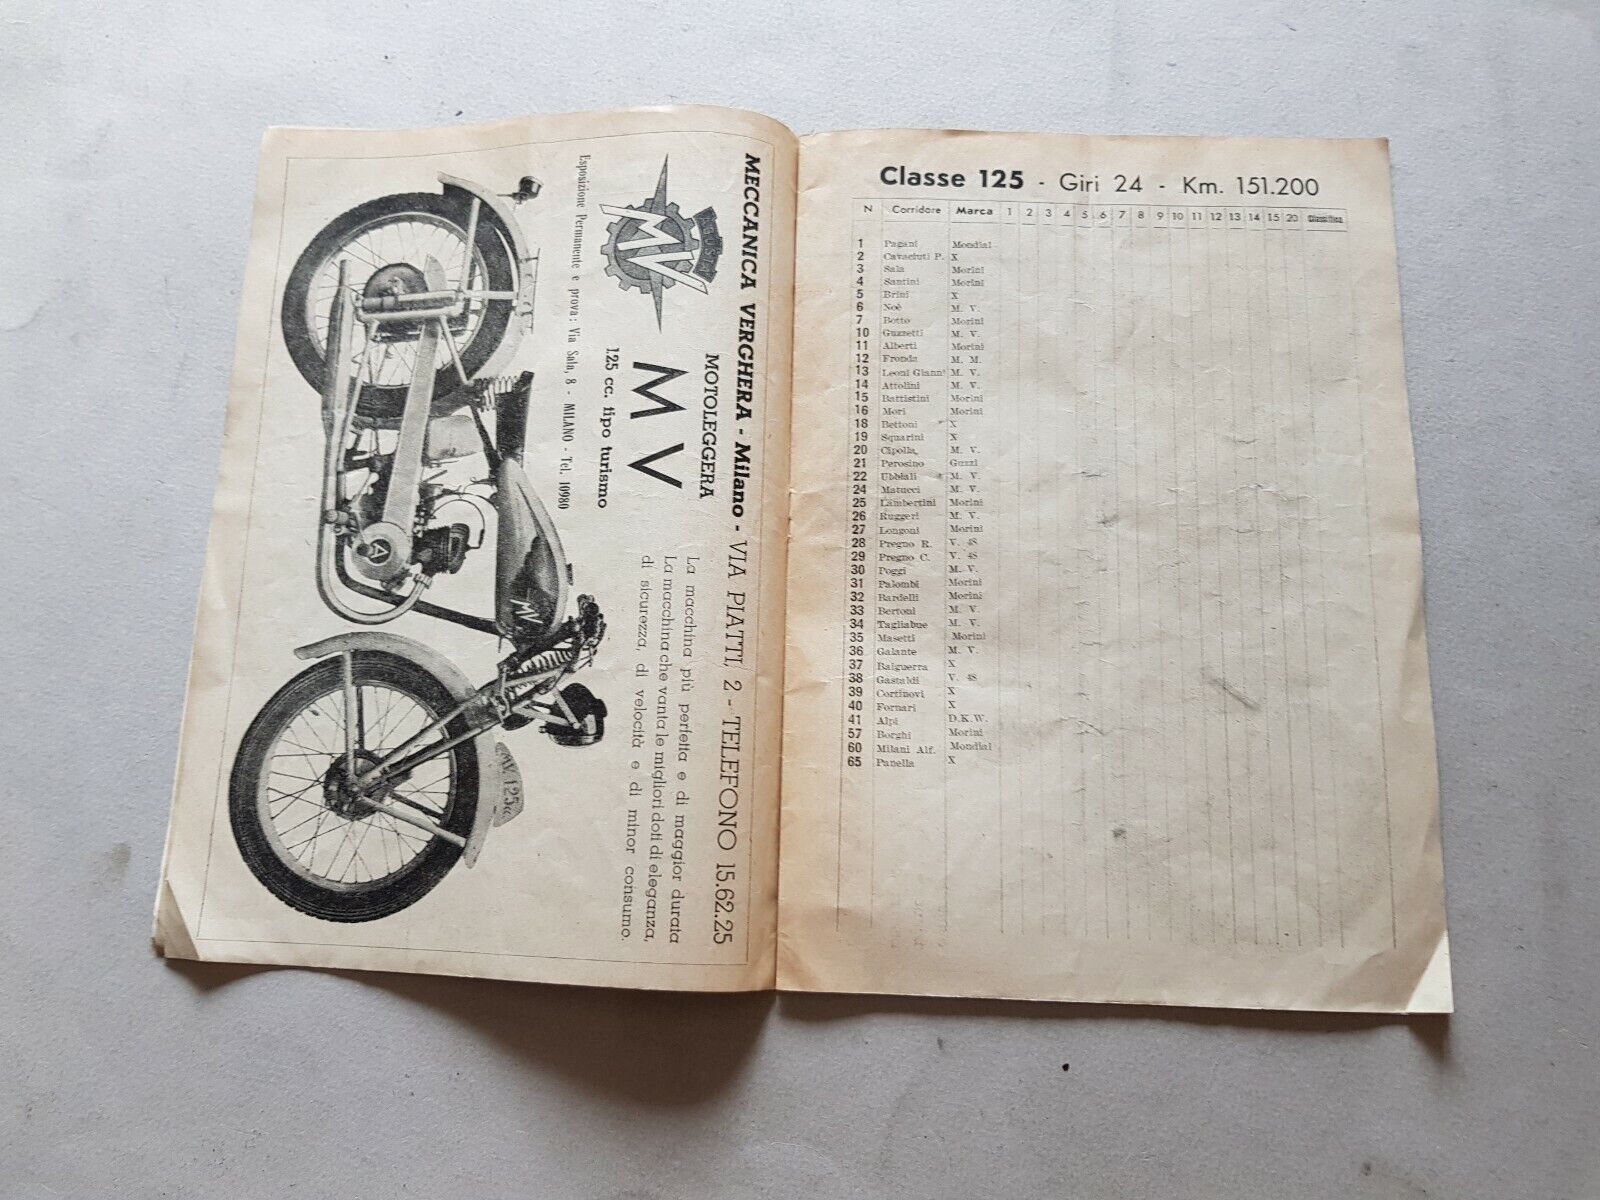 MECCANICA VERGHERA - Milano - VIA PIATTI, 2 - TELEFONO 15.62.25
MV
MOTOLEGGERA
M V
125 cc. tipo turismo
Esposizione Permanente e prova: Via Sala, 8 - MILANO - Tel. 10980
La macchina più perfetta e di maggior durata
La macchina che vanta le migliori doti di eleganza,
di sicurezza, di velocità e di minor consumo.
MV
MV 125cc
Classe 125 - Giri 24 - Km. 151.200
N Corridore Marca 1 2 3 4 5 6 7 8 9 10 11 12 13 14 15 20 Classifica
1 Pagani Mondial
2 Cavaciuti P. X
3 Sala Morini
4 Santini Morini
5 Brini X
6 Noè M. V.
7 Botto Morini
10 Guzzetti M. V.
11 Alberti Morini
12 Fronda M. M.
13 Leoni Giann' M. V.
14 Attolini M. V.
15 Battistini Morini
16 Mori Morini
18 Bettoni X
19 Squarini X
20 Cipolla, M. V.
21 Perosino Guzzi
22 Ubbiali M. V.
24 Matucci M. V.
25 Lambertini Morini
26 Ruggeri M. V.
27 Longoni Morini
28 Pregno R. V. 48
29 Pregno C. V. 48
30 Poggi M. V.
31 Palombi Morini
32 Bardelli Morini
33 Bertoni M. V.
34 Tagliabue M. V.
35 Masetti Morini
36 Galante M. V.
37 Balguerra X
38 Gastaldi V. 48
39 Cortinovi X
40 Fornari X
41 Alpi D.K.W.
57 Borghi Morini
60 Milani Alf. Mondial
65 Panella X